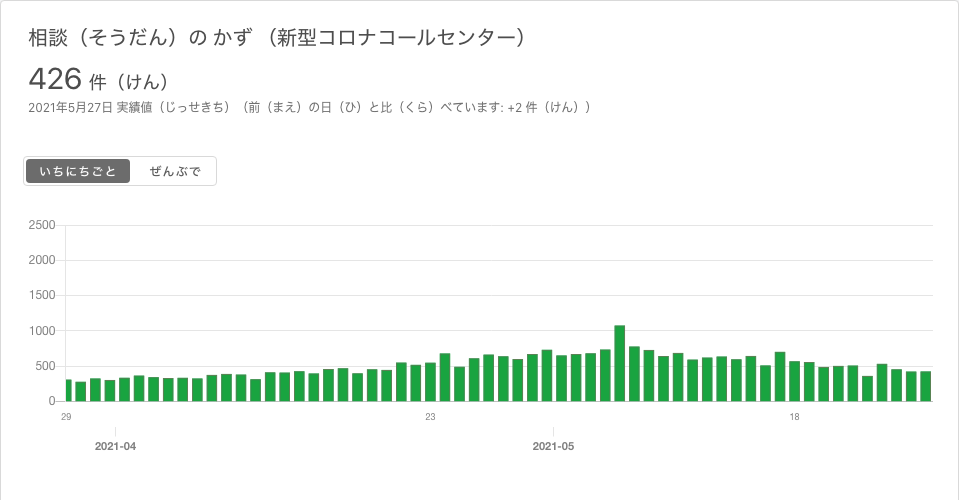 相談（そうだん）の かず （新型コロナコールセンター）
426 件（けん）
2021年5月27日 実績値（じっせきち）（前（まえ）の日（ひ）と比（くら）べています: +2 件（けん））
いちにちごと ぜんぶで
2500
2000
1500
1000
500
0
29 23 18
2021-04 2021-05